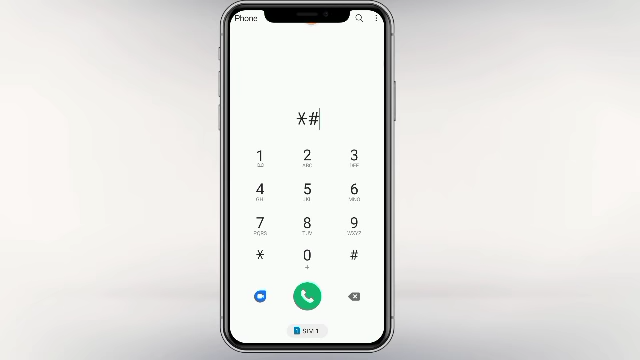 Phone
*#
1 2 3
ABC DEF
4 5 6
GHI JKL MNO
7 8 9
PQRS TUV WXYZ
* 0 #
+
SIM 1